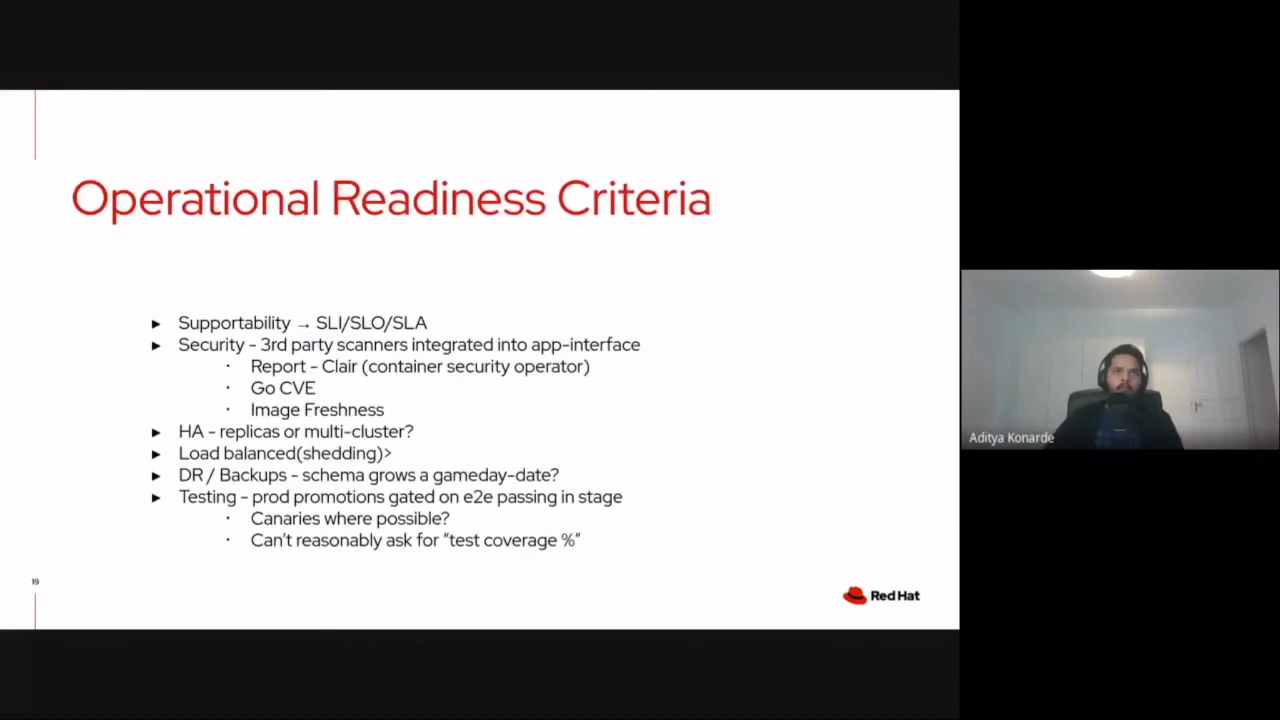 Operational Readiness Criteria
► Supportability → SLI/SLO/SLA
► Security - 3rd party scanners integrated into app-interface
· Report - Clair (container security operator)
· Go CVE
· Image Freshness
► HA - replicas or multi-cluster?
► Load balanced(shedding)>
► DR / Backups - schema grows a gameday-date?
► Testing - prod promotions gated on e2e passing in stage
· Canaries where possible?
· Can't reasonably ask for “test coverage %”
19
Red Hat
Aditya Konarde